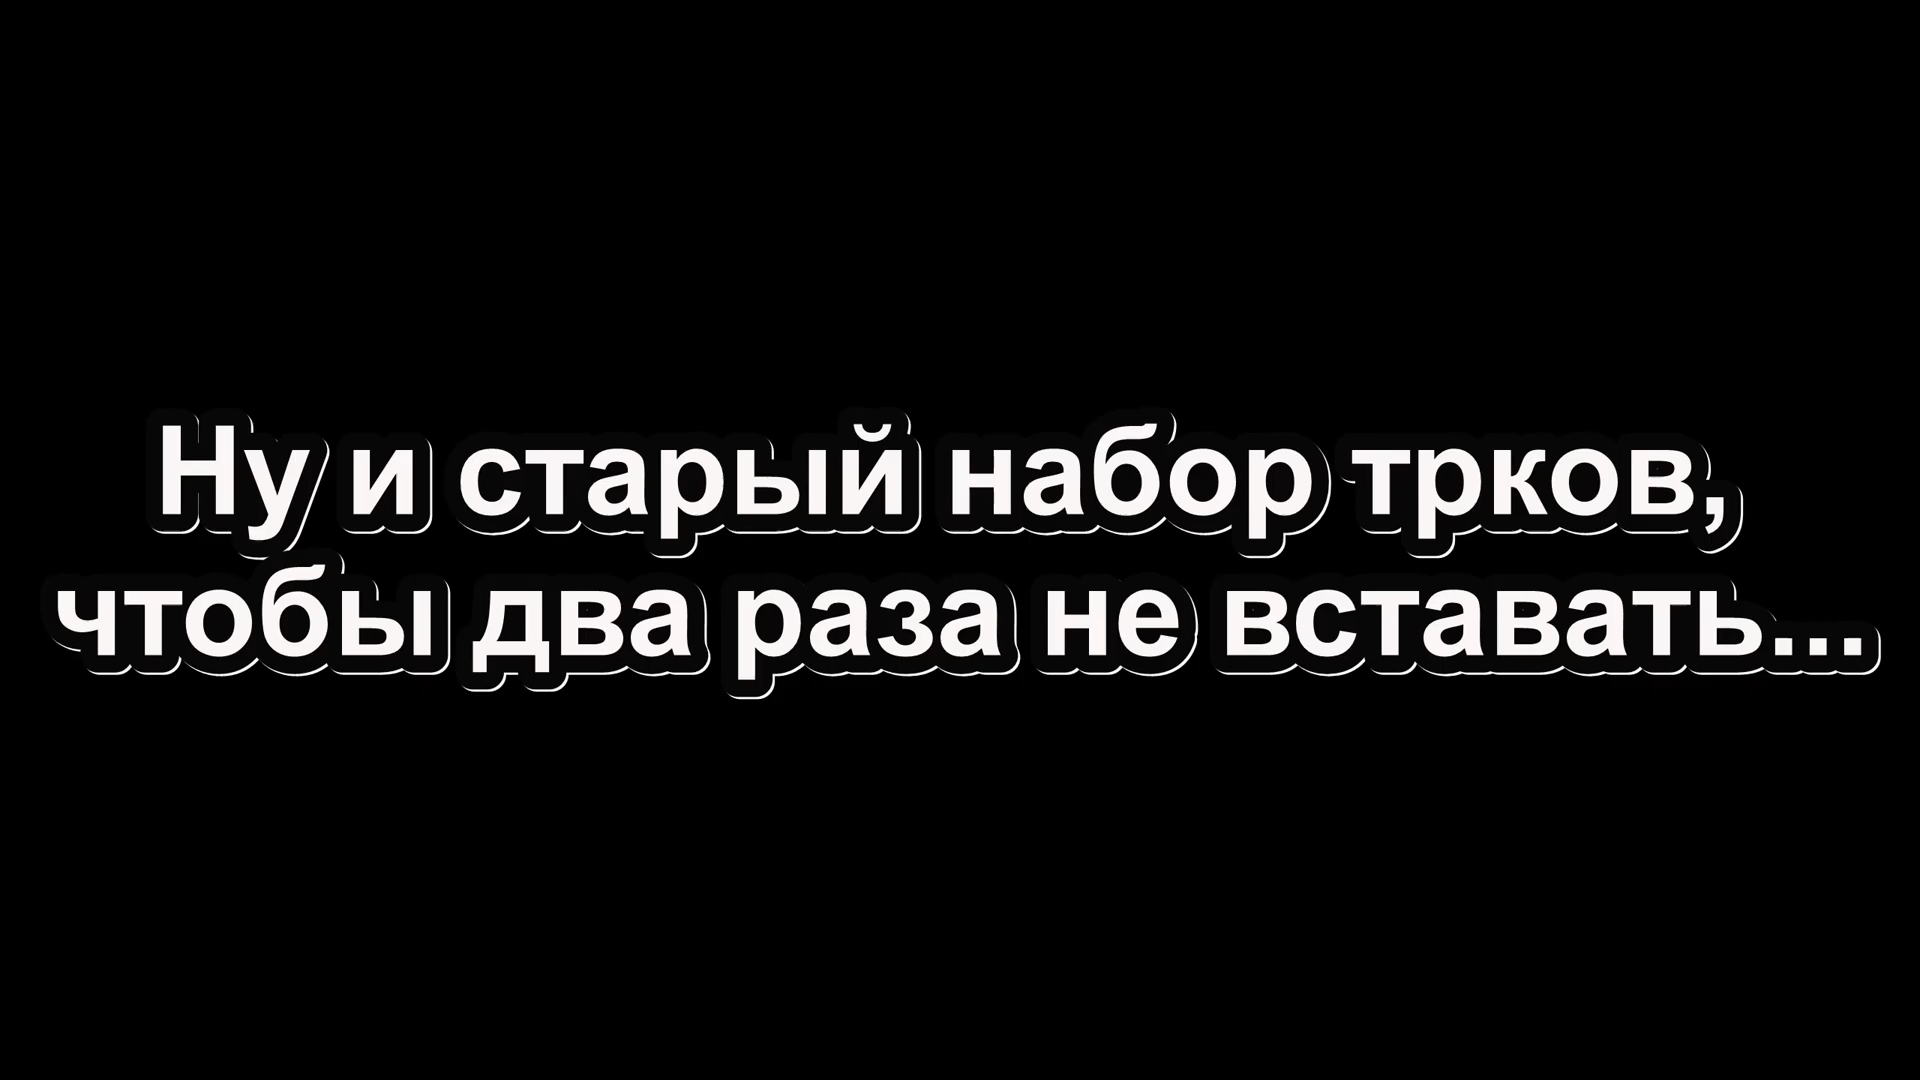 Ну и старый набор трков,
чтобы два раза не вставать...